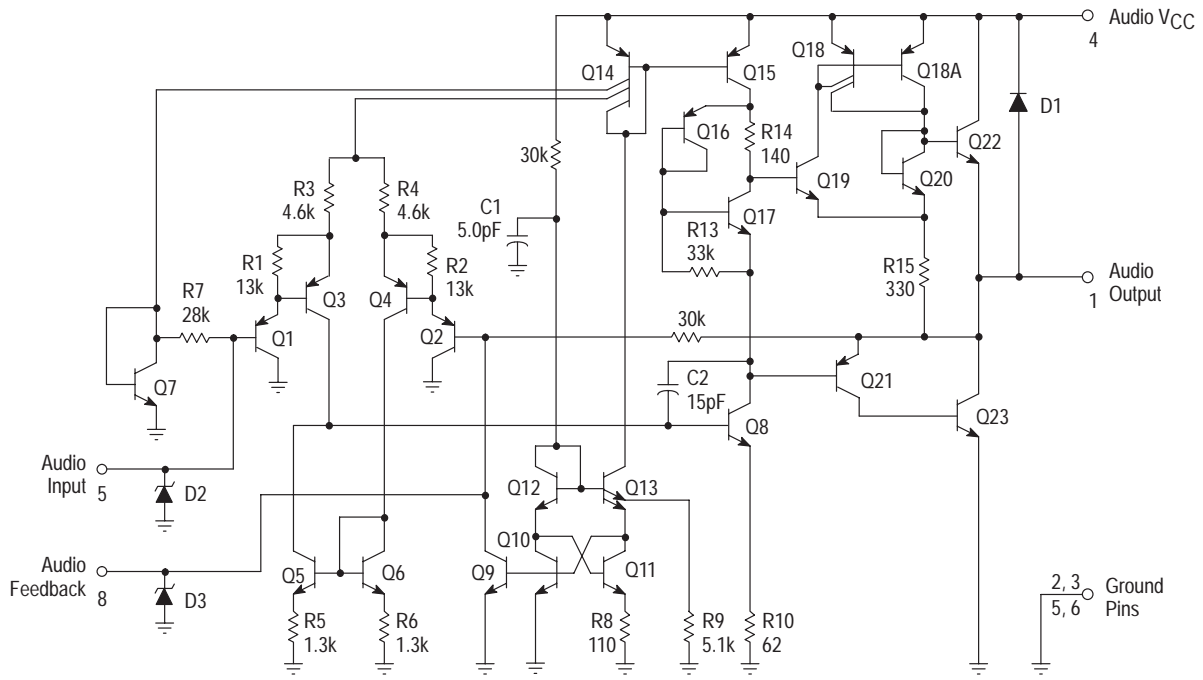 Audio VCC
4
Q14
Q15
Q18
Q18A
D1
Q16
R14
140
Q22
30k
Q19
Q20
R3
4.6k
R4
4.6k
C1
5.0pF
Q17
R13
33k
R1
13k
R2
13k
R15
330
Audio
Output
1
R7
28k
Q3
Q4
Q1
Q2
30k
Q7
C2
15pF
Q21
Q23
Q8
Audio
Input
5
D2
Q12
Q13
Audio
Feedback
8
D3
Q10
Q5
Q6
Q9
Q11
2, 3
5, 6
Ground
Pins
R5
1.3k
R6
1.3k
R8
110
R9
5.1k
R10
62